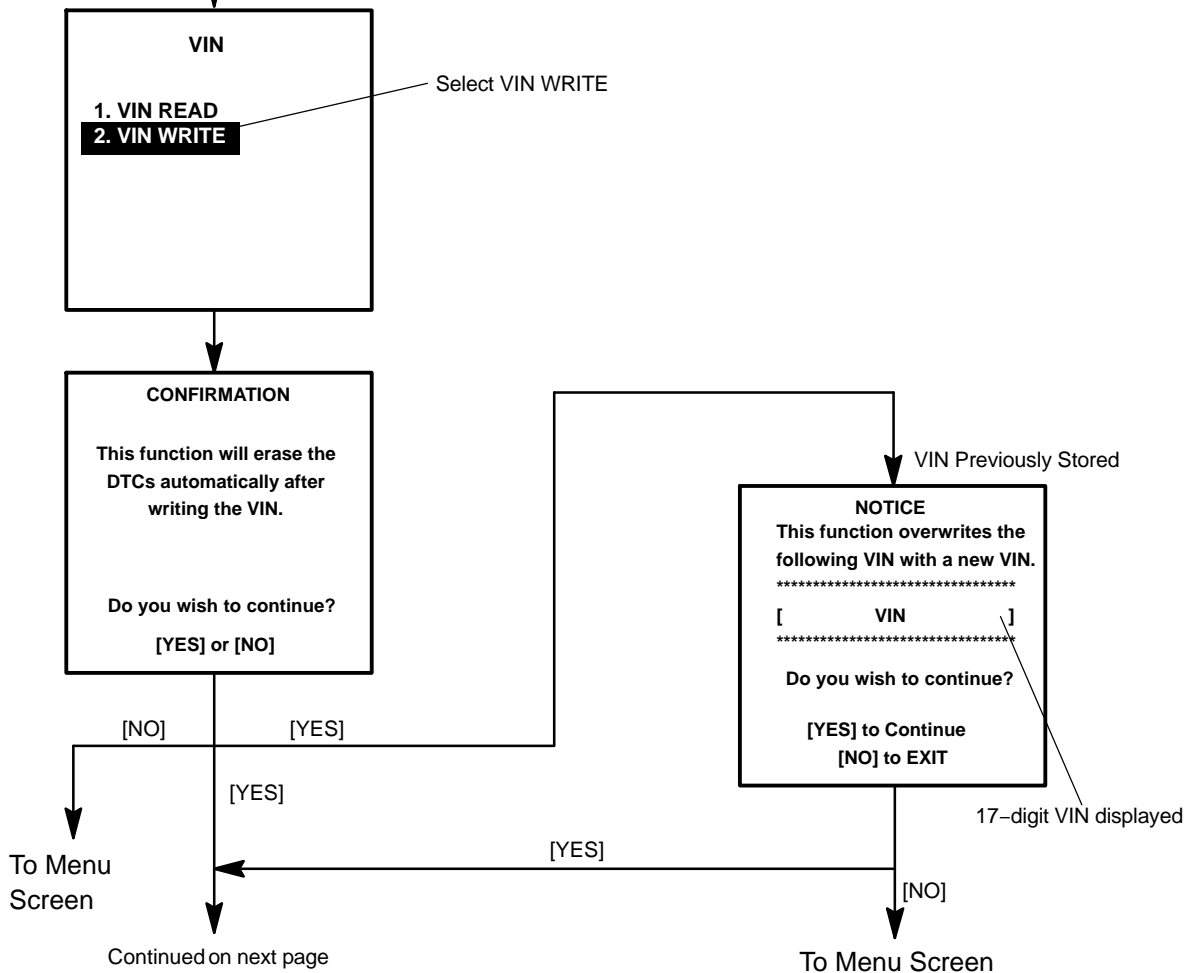 VIN
Select VIN WRITE
1. VIN READ
2. VIN WRITE
CONFIRMATION
This function will erase the
DTCs automatically after
writing the VIN.
Do you wish to continue?
[YES] or [NO]
VIN Previously Stored
NOTICE
This function overwrites the
following VIN with a new VIN.
*********************************
[ VIN ]
*********************************
Do you wish to continue?
[YES] to Continue
[NO] to EXIT
17−digit VIN displayed
[NO]
[YES]
[YES]
[YES]
[NO]
To Menu
Screen
Continued on next page
To Menu Screen